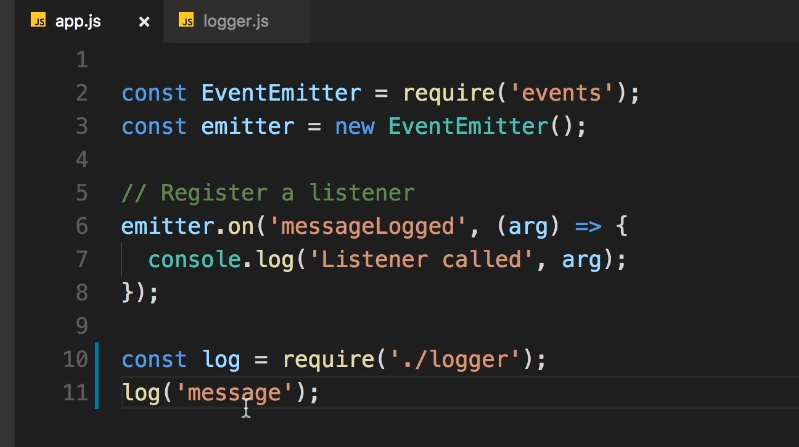 JS app.js × JS logger.js
1
2 const EventEmitter = require('events');
3 const emitter = new EventEmitter();
4
5 // Register a listener
6 emitter.on('messageLogged', (arg) => {
7 console.log('Listener called', arg);
8 });
9
10 const log = require('./logger');
11 log('message');